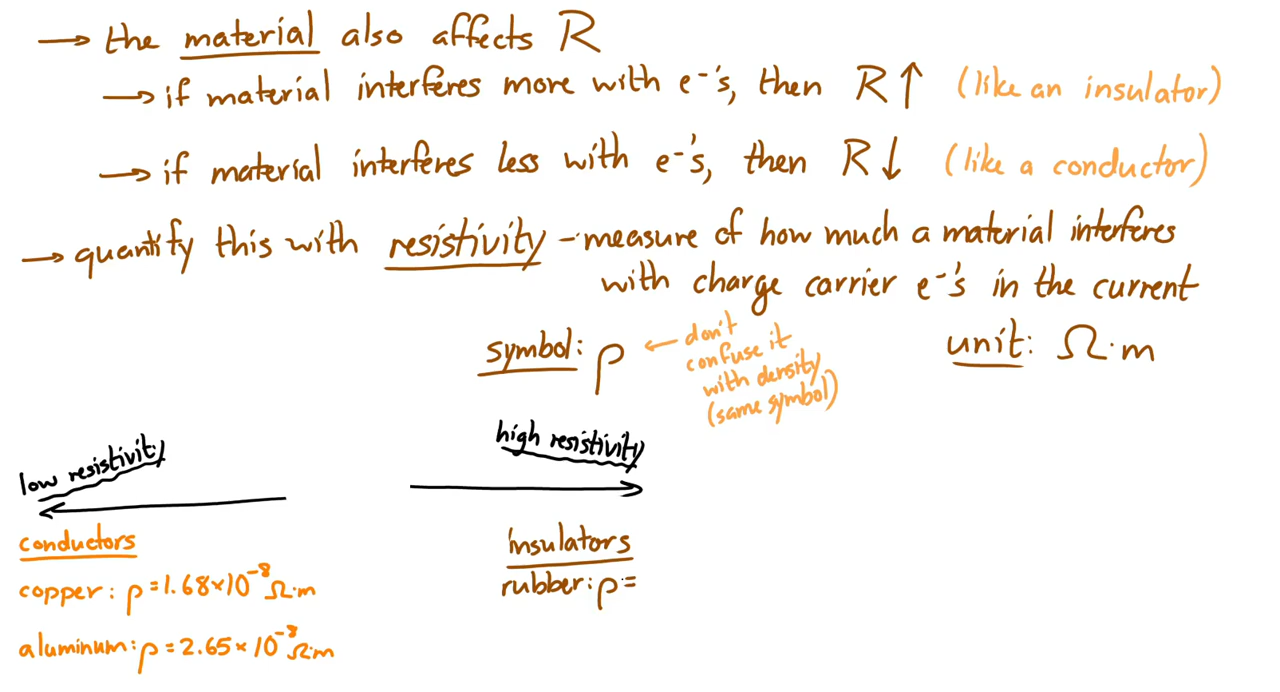 → the material also affects R
→ if material interferes more with e⁻'s, then R↑ (like an insulator)
→ if material interferes less with e⁻'s, then R↓ (like a conductor)
→ quantify this with resistivity - measure of how much a material interferes
with charge carrier e⁻'s in the current
symbol: ρ ← don't
confuse it
with density
(same symbol)
unit: Ω·m
low resistivity
high resistivity
conductors
copper: ρ=1.68×10⁻⁸ Ω·m
aluminum: ρ=2.65×10⁻⁸ Ω·m
insulators
rubber: ρ=